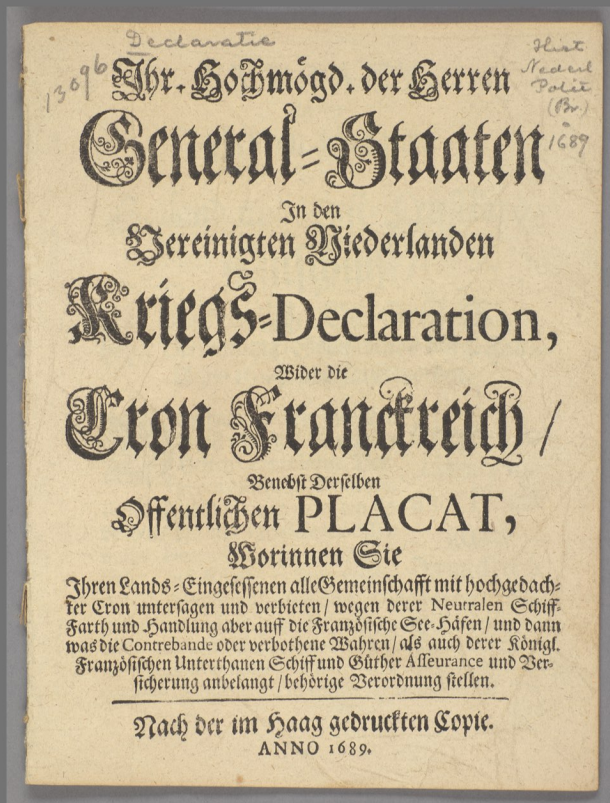 Declaratie
13096
Hist
Nederl
Polit
(Br.)
1689
Ihr. Hochmögd. der Herren
General-Staaten
In den
Vereinigten Niederlanden
Kriegs-Declaration,
Wider die
Cron Franckreich /
Benebst Derselben
Offentlichen PLACAT,
Worinnen Sie
Ihren Lands-Eingesessenen alle Gemeinschafft mit hochgedach-
ter Cron untersagen und verbieten / wegen derer Neutralen Schiff-
Farth und Handlung aber auff die Französische See-Häfen / und dann
was die Contrebande oder verbothene Wahren / als auch derer Königl.
Französischen Unterthanen Schiff und Güther Asseurance und Ver-
sicherung anbelangt / behörige Verordnung stellen.
Nach der im Haag gedruckten Copie.
ANNO 1689.